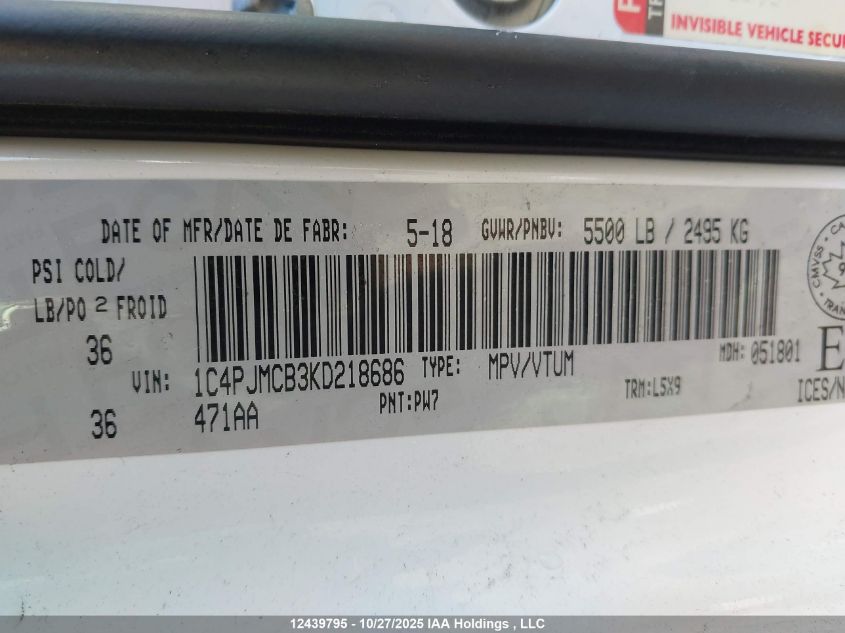 INVISIBLE VEHICLE SECU
DATE OF MFR/DATE DE FABR: 5-18 GVWR/PNBV: 5500 LB / 2495 KG
PSI COLD/
LB/PO 2 FROID
36
VIN: 1C4PJMCB3KD218686 TYPE: MPV/VTUM MDH: 051801
36 471AA PNT:PW7 TRM:L5X9
CMVSS
ICES/N
12439795 - 10/27/2025 IAA Holdings , LLC